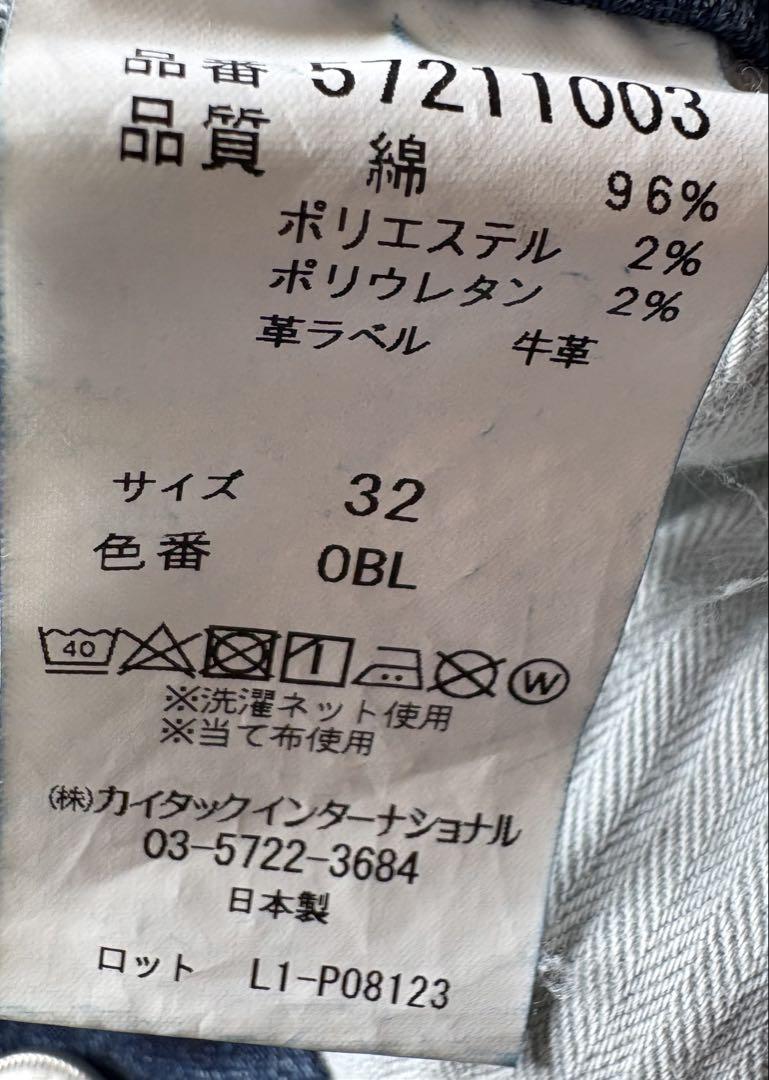 品番 57211003
品質 綿 96%
ポリエステル 2%
ポリウレタン 2%
革ラベル 牛革
サイズ 32
色番 0BL
40 W
※洗濯ネット使用
※当て布使用
(株)カイタックインターナショナル
03-5722-3684
日本製
ロット L1-P08123